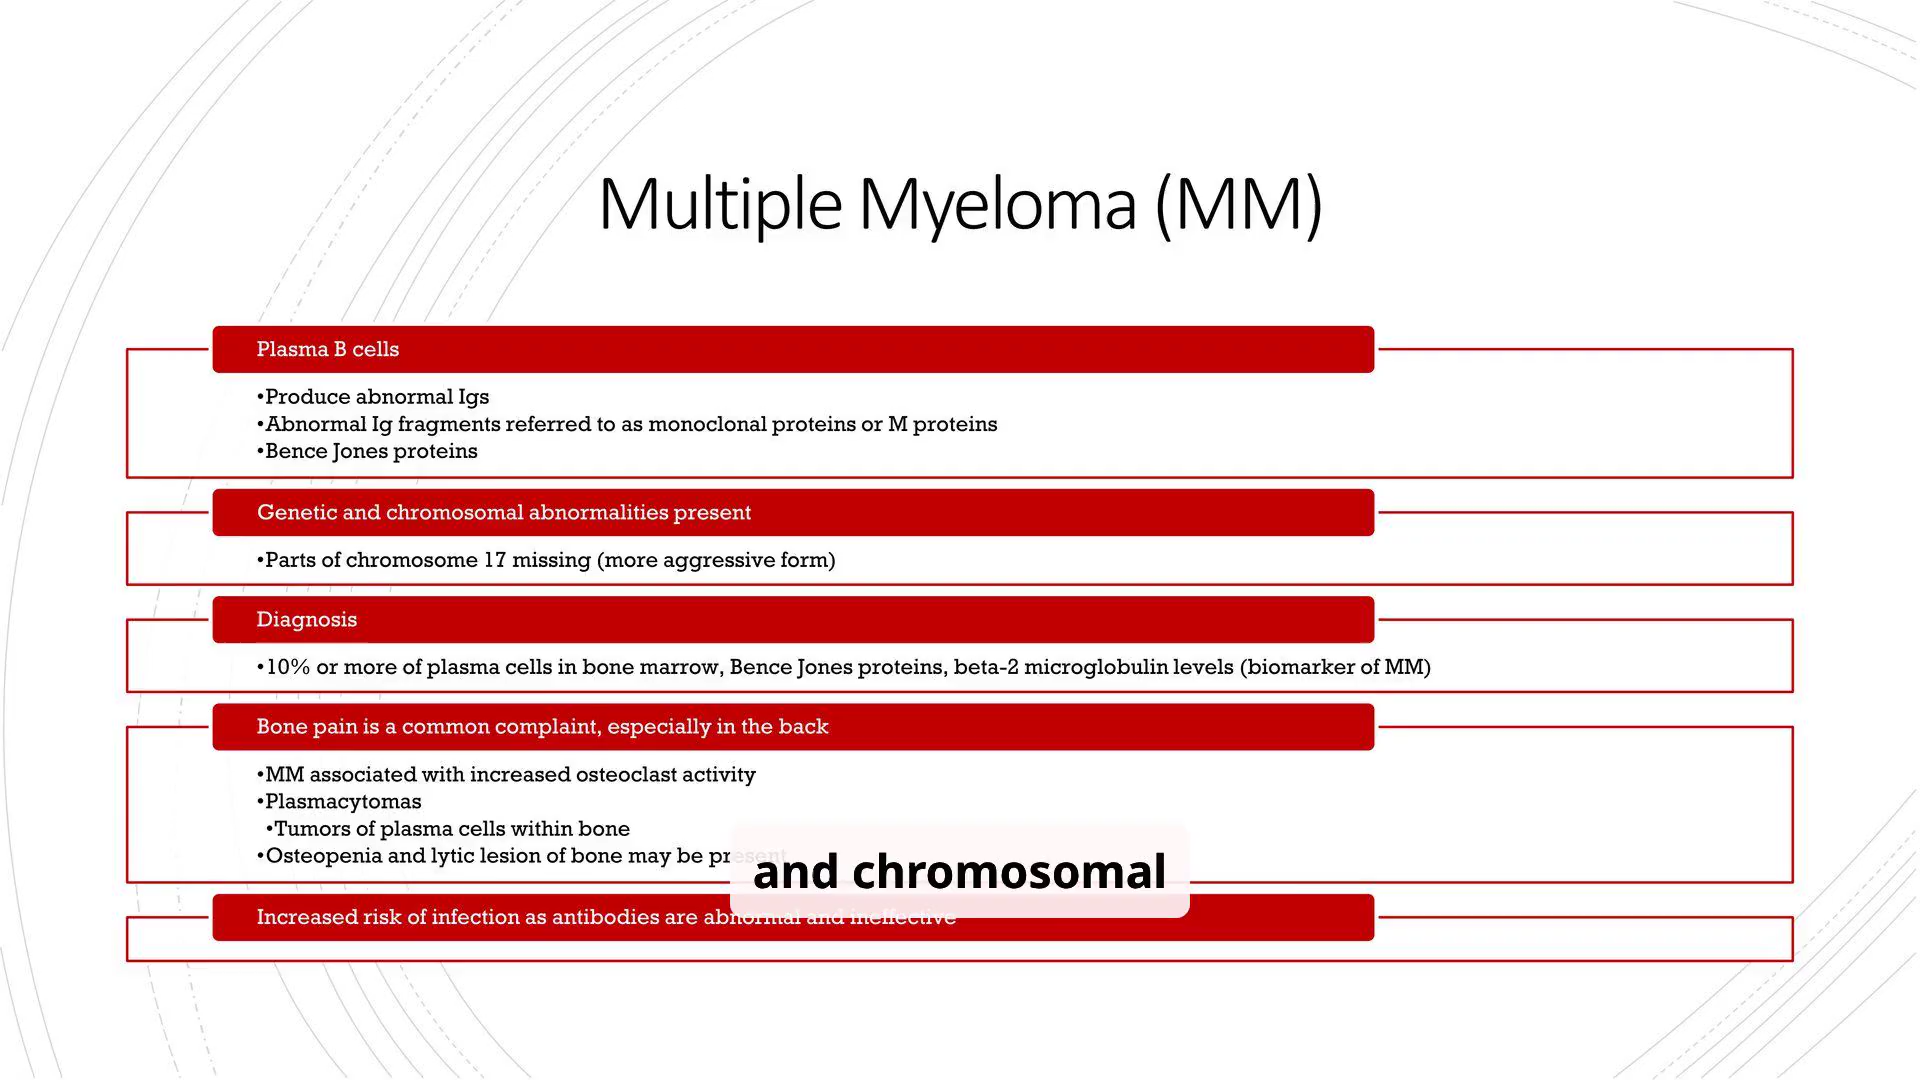 Multiple Myeloma (MM)
Plasma B cells
•Produce abnormal Igs
•Abnormal Ig fragments referred to as monoclonal proteins or M proteins
•Bence Jones proteins
Genetic and chromosomal abnormalities present
•Parts of chromosome 17 missing (more aggressive form)
Diagnosis
•10% or more of plasma cells in bone marrow, Bence Jones proteins, beta-2 microglobulin levels (biomarker of MM)
Bone pain is a common complaint, especially in the back
•MM associated with increased osteoclast activity
•Plasmacytomas
•Tumors of plasma cells within bone
•Osteopenia and lytic lesion of bone may be present
and chromosomal
Increased risk of infection as antibodies are abnormal and ineffective